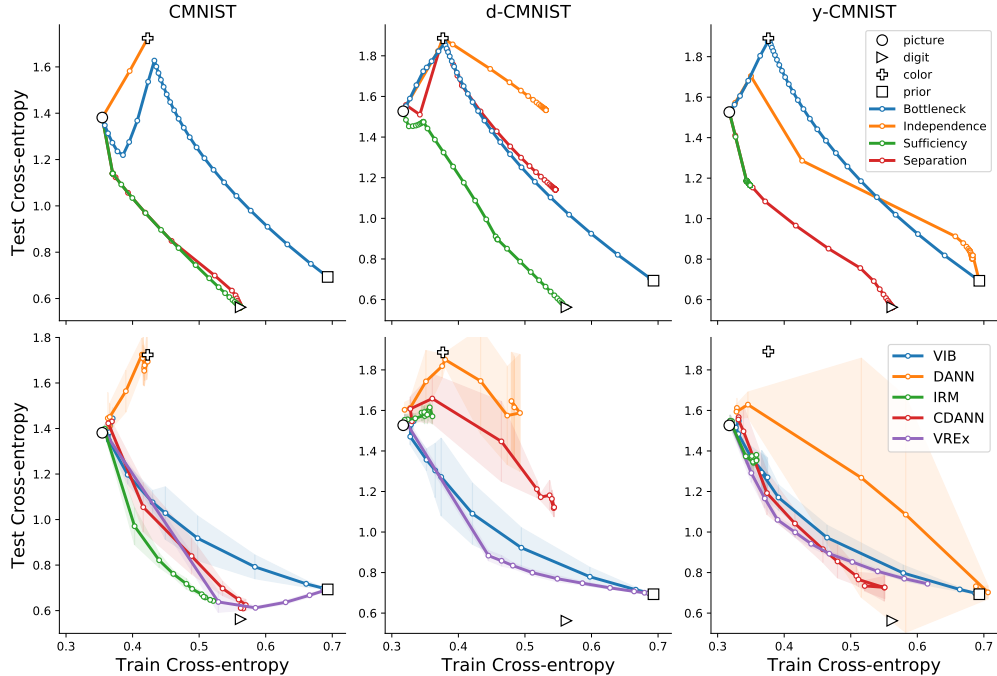 CMNIST
d-CMNIST
y-CMNIST
Test Cross-entropy
1.6
1.4
1.2
1.0
0.8
0.6
1.8
1.6
1.4
1.2
1.0
0.8
0.6
1.8
1.6
1.4
1.2
1.0
0.8
0.6
picture
digit
color
prior
Bottleneck
Independence
Sufficiency
Separation
Test Cross-entropy
1.8
1.6
1.4
1.2
1.0
0.8
0.6
1.8
1.6
1.4
1.2
1.0
0.8
0.6
1.8
1.6
1.4
1.2
1.0
0.8
0.6
VIB
DANN
IRM
CDANN
VREx
0.3 0.4 0.5 0.6 0.7
0.3 0.4 0.5 0.6 0.7
0.3 0.4 0.5 0.6 0.7
Train Cross-entropy
Train Cross-entropy
Train Cross-entropy